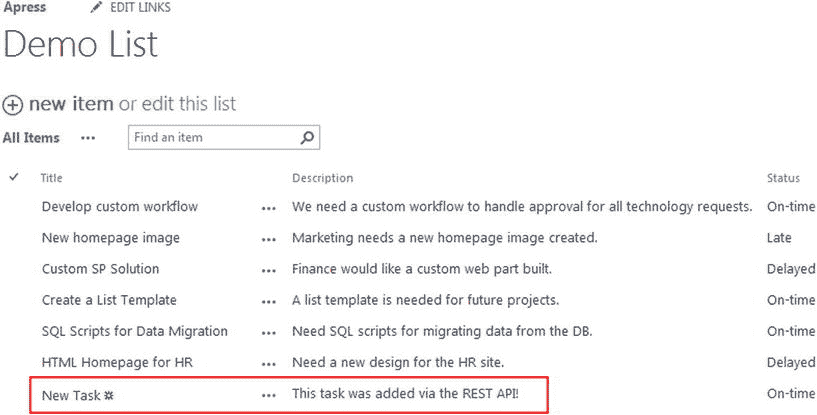 Apress EDIT LINKS
Demo List
new item or edit this list
All Items ... Find an item
Title Description Status
Develop custom workflow ... We need a custom workflow to handle approval for all technology requests. On-time
New homepage image ... Marketing needs a new homepage image created. Late
Custom SP Solution ... Finance would like a custom web part built. Delayed
Create a List Template ... A list template is needed for future projects. On-time
SQL Scripts for Data Migration ... Need SQL scripts for migrating data from the DB. On-time
HTML Homepage for HR ... Need a new design for the HR site. Delayed
New Task ... This task was added via the REST API! On-time